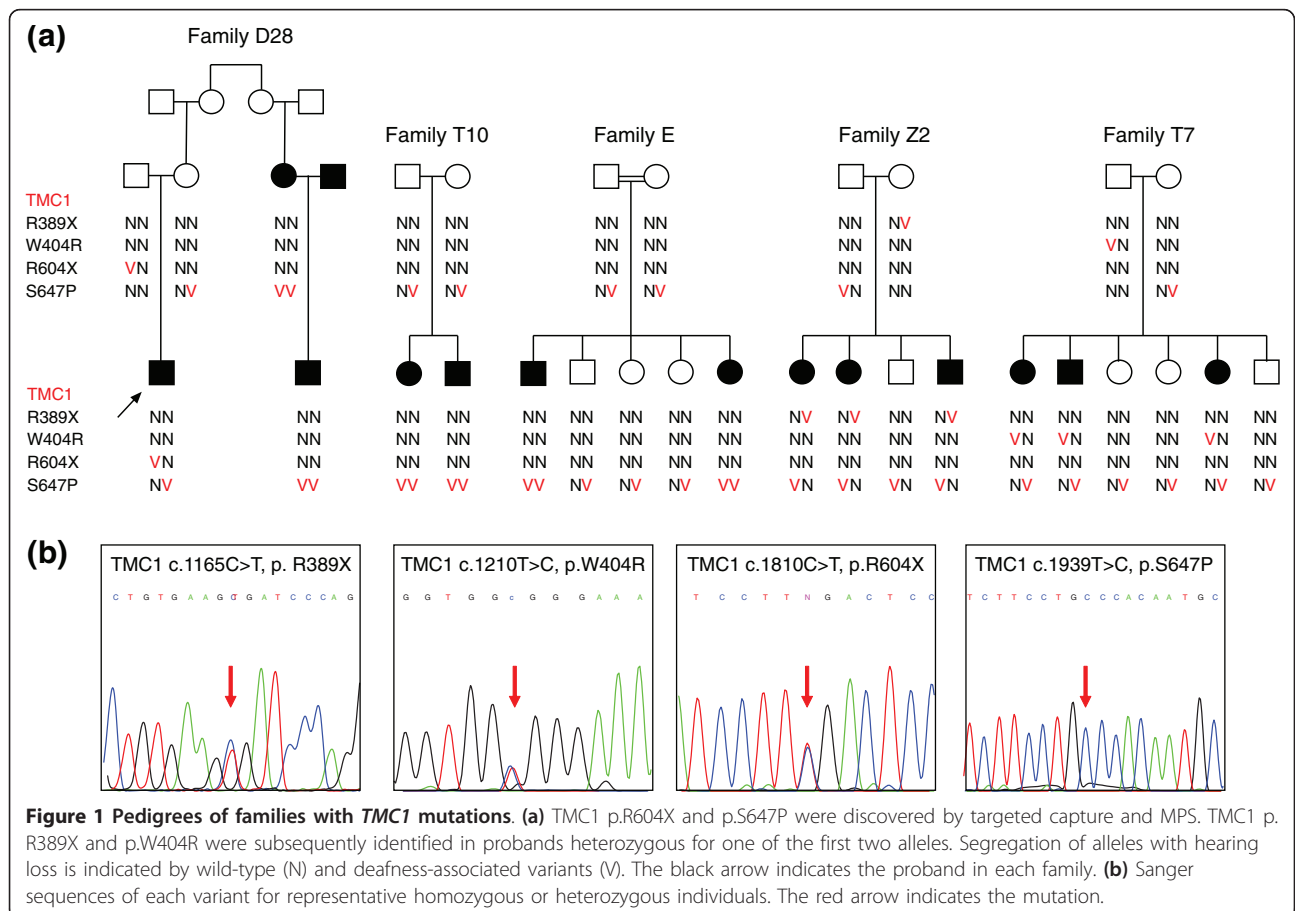 (a)
Family D28
Family T10 Family E Family Z2 Family T7
TMC1
R389X NN NN NN NN NN NN NN NN NV NN NN
W404R NN NN NN NN NN NN NN NN NN VN NN
R604X VN NN NN NN NN NN NN NN NN NN NN
S647P NN NV VV NV NV NV NV VN NN NN NV
TMC1
R389X NN NN NN NN NN NN NN NN NN NV NV NN NV NN NN NN NN NN NN
W404R NN NN NN NN NN NN NN NN NN NN NN NN NN VN VN NN NN VN NN
R604X VN NN NN NN NN NN NN NN NN NN NN NN NN NN NN NN NN NN NN
S647P NV VV VV VV VV NV NV NV VV VN VN VN VN NV NV NV NV NV NV
(b)
TMC1 c.1165C>T, p. R389X TMC1 c.1210T>C, p.W404R TMC1 c.1810C>T, p.R604X TMC1 c.1939T>C, p.S647P
C T G T G A A G C T G A T C C C A G G G T G G c G G G A A A T C C T T N G A C T C C T C T T C C T G C C C A C A A T G C
Figure 1 Pedigrees of families with TMC1 mutations. (a) TMC1 p.R604X and p.S647P were discovered by targeted capture and MPS. TMC1 p.
R389X and p.W404R were subsequently identified in probands heterozygous for one of the first two alleles. Segregation of alleles with hearing
loss is indicated by wild-type (N) and deafness-associated variants (V). The black arrow indicates the proband in each family. (b) Sanger
sequences of each variant for representative homozygous or heterozygous individuals. The red arrow indicates the mutation.